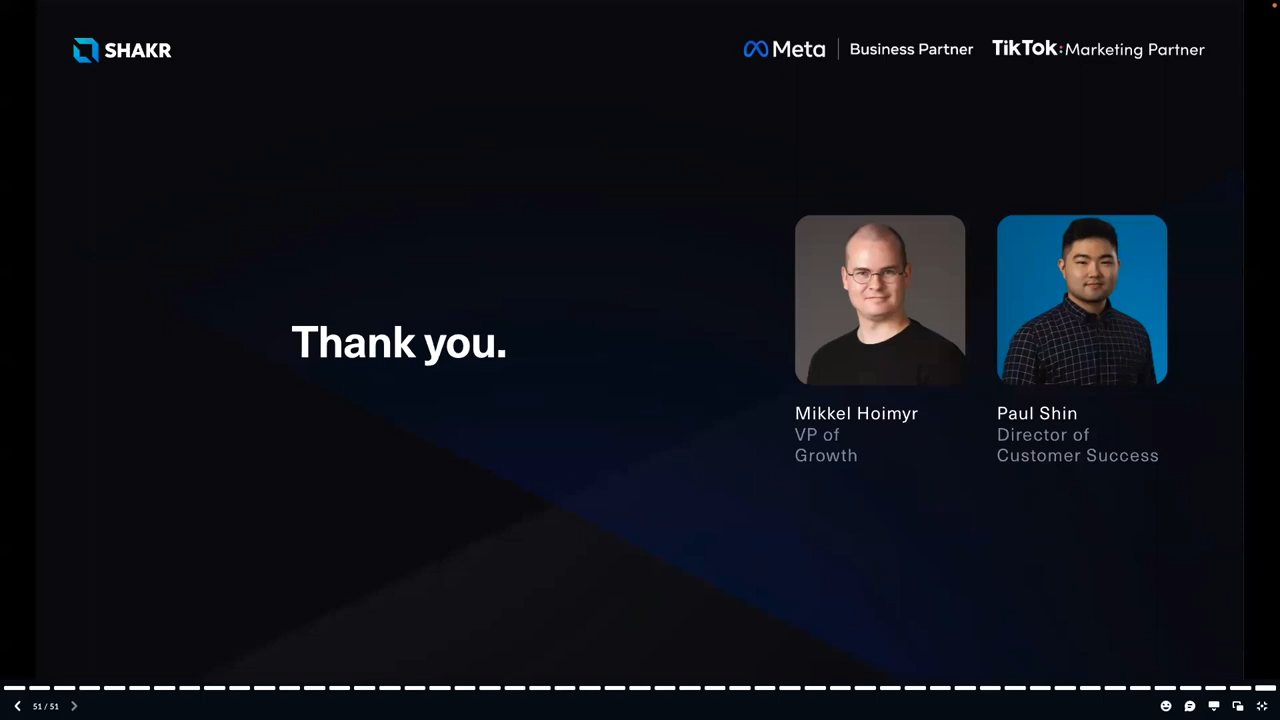 SHAKR
Meta | Business Partner
TikTok: Marketing Partner
Thank you.
Mikkel Hoimyr
VP of
Growth
Paul Shin
Director of
Customer Success
51 / 51